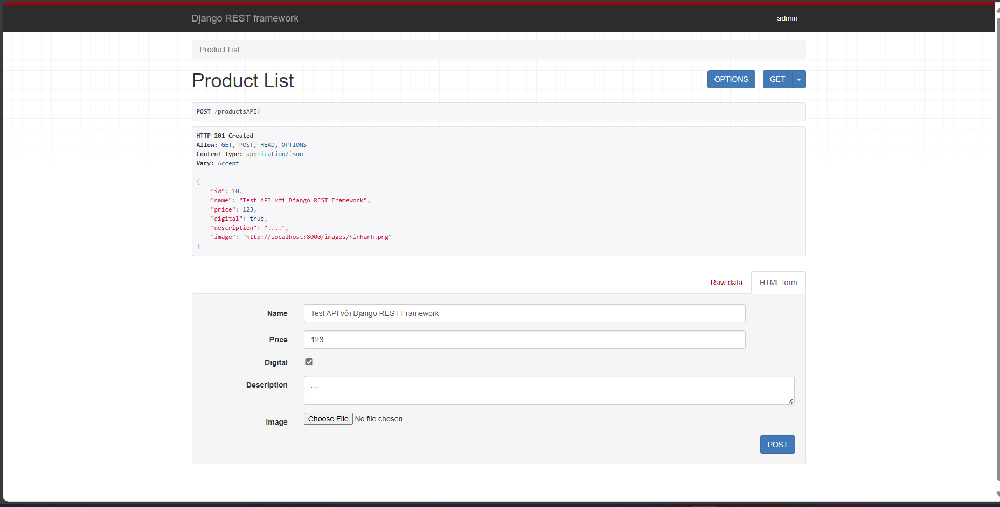 Django REST framework
admin
Product List
Product List
OPTIONS
GET
POST /productsAPI/
HTTP 201 Created
Allow: GET, POST, HEAD, OPTIONS
Content-Type: application/json
Vary: Accept
{
"id": 10,
"name": "Test API với Django REST Framework",
"price": 123,
"digital": true,
"description": "....",
"image": "http://localhost:8000/images/hinhanh.png"
}
Raw data
HTML form
Name
Test API với Django REST Framework
Price
123
Digital
Description
....
Image
Choose File No file chosen
POST